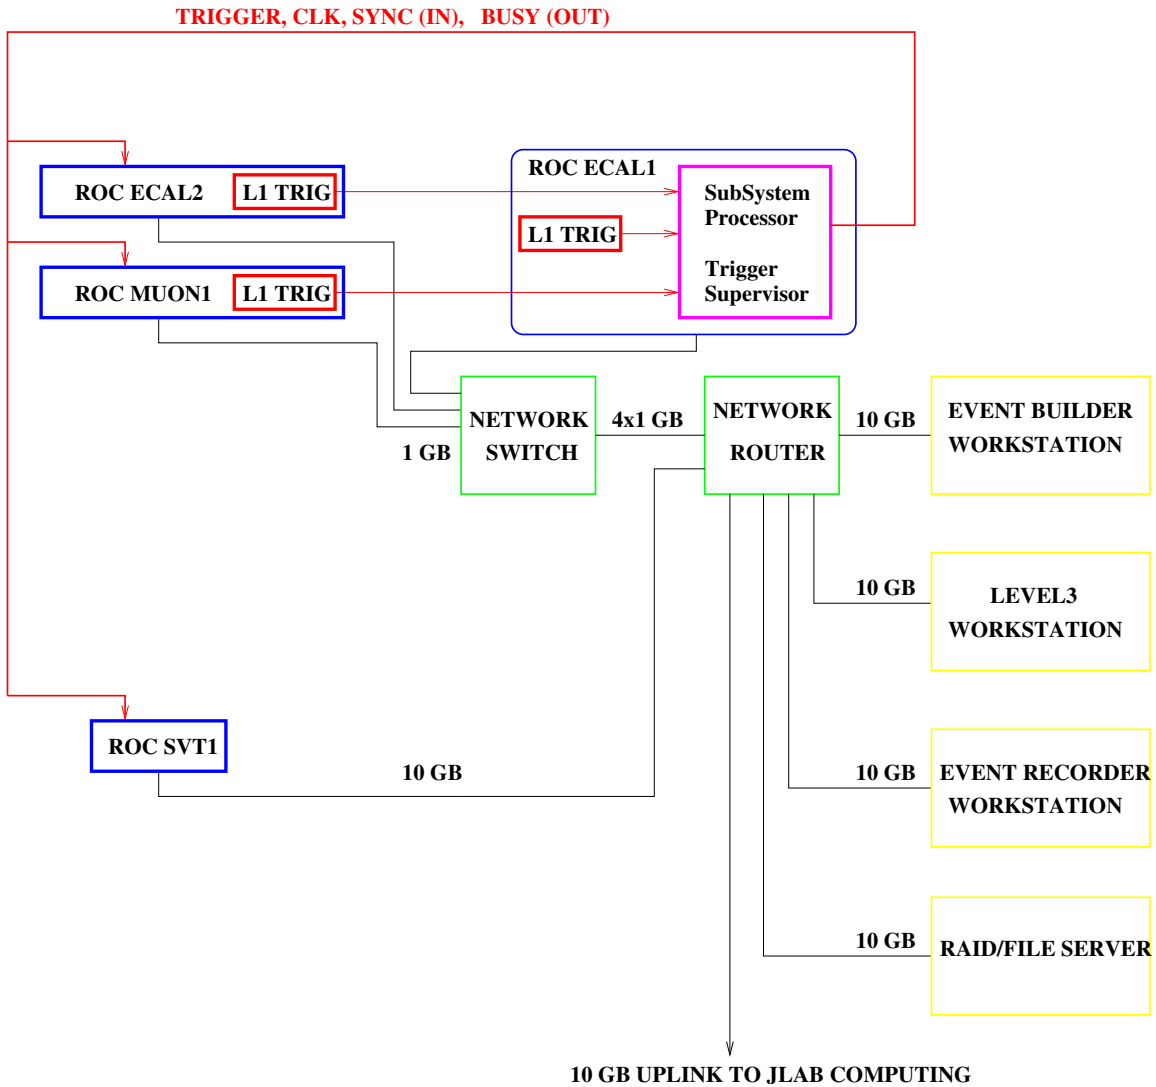 TRIGGER, CLK, SYNC (IN), BUSY (OUT)
ROC ECAL2
L1 TRIG
ROC MUON1
L1 TRIG
ROC ECAL1
L1 TRIG
SubSystem
Processor
Trigger
Supervisor
1 GB
NETWORK
SWITCH
4x1 GB
NETWORK
ROUTER
10 GB
EVENT BUILDER
WORKSTATION
10 GB
LEVEL3
WORKSTATION
ROC SVT1
10 GB
10 GB
EVENT RECORDER
WORKSTATION
10 GB
RAID/FILE SERVER
10 GB UPLINK TO JLAB COMPUTING